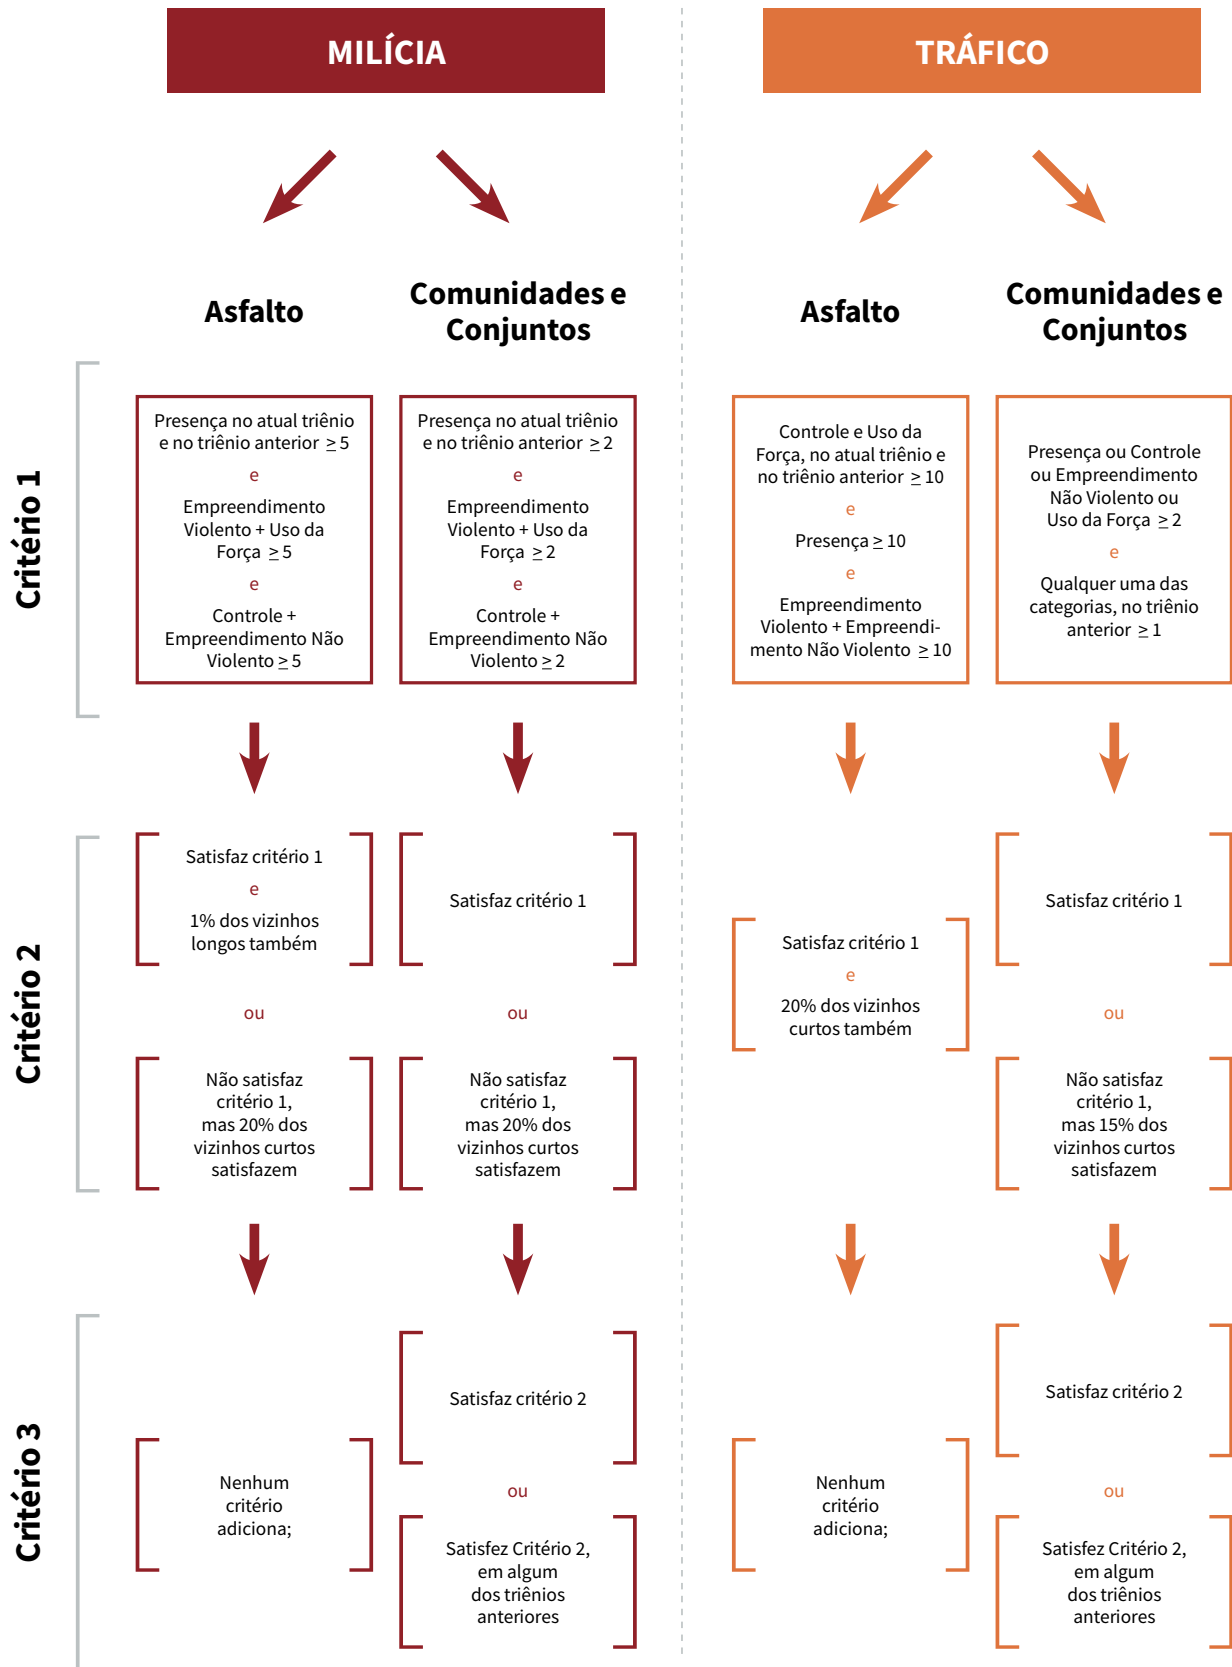 MILÍCIA
TRÁFICO
Asfalto
Comunidades e
Conjuntos
Asfalto
Comunidades e
Conjuntos
Critério 1
Presença no atual triênio
e no triênio anterior ≥ 5
e
Empreendimento
Violento + Uso da
Força ≥ 5
e
Controle +
Empreendimento Não
Violento ≥ 5
Presença no atual triênio
e no triênio anterior ≥ 2
e
Empreendimento
Violento + Uso da
Força ≥ 2
e
Controle +
Empreendimento Não
Violento ≥ 2
Controle e Uso da
Força, no atual triênio e
no triênio anterior ≥ 10
e
Presença ≥ 10
e
Empreendimento
Violento + Empreendi-
mento Não Violento ≥ 10
Presença ou Controle
ou Empreendimento
Não Violento ou
Uso da Força ≥ 2
e
Qualquer uma das
categorias, no triênio
anterior ≥ 1
Critério 2
Satisfaz critério 1
e
1% dos vizinhos
longos também
ou
Não satisfaz
critério 1,
mas 20% dos
vizinhos curtos
satisfazem
Satisfaz critério 1
ou
Não satisfaz
critério 1,
mas 20% dos
vizinhos curtos
satisfazem
Satisfaz critério 1
e
20% dos vizinhos
curtos também
Satisfaz critério 1
ou
Não satisfaz
critério 1,
mas 15% dos
vizinhos curtos
satisfazem
Critério 3
Nenhum
critério
adiciona;
Satisfaz critério 2
ou
Satisfez Critério 2,
em algum
dos triênios
anteriores
Nenhum
critério
adiciona;
Satisfaz critério 2
ou
Satisfez Critério 2,
em algum
dos triênios
anteriores